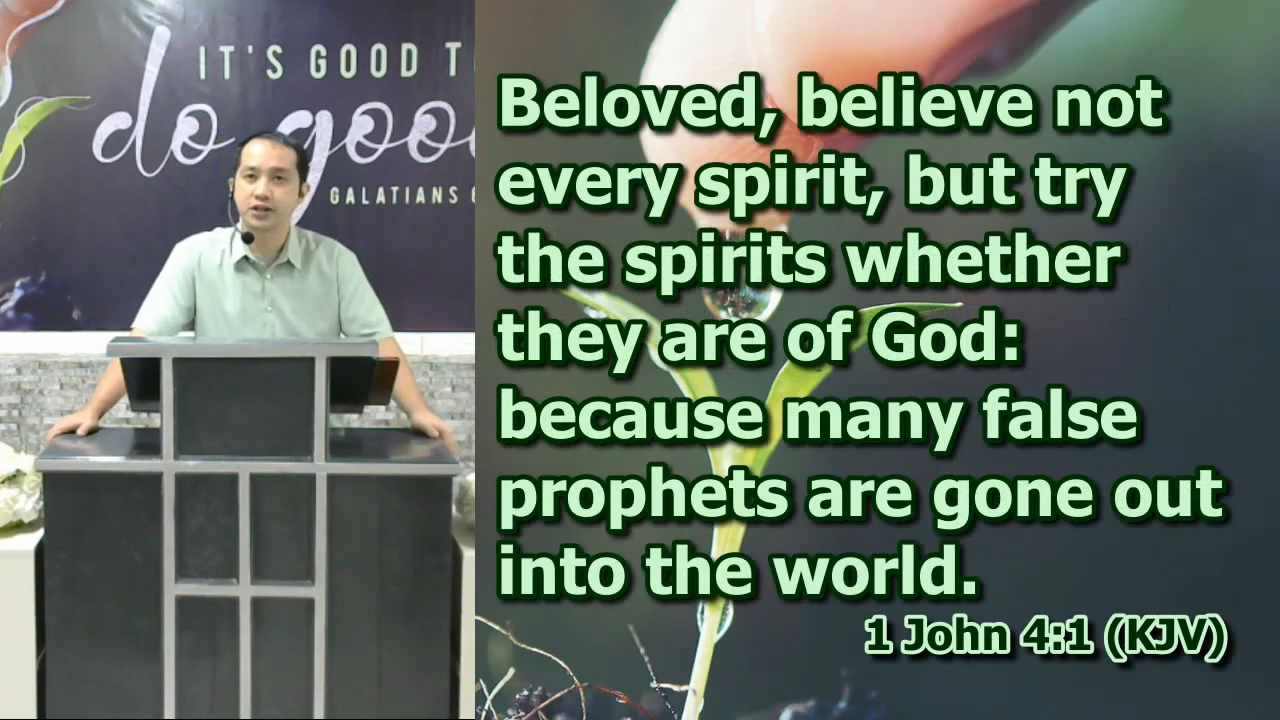 IT'S GOOD T
do goo
GALATIANS 6
Beloved, believe not
every spirit, but try
the spirits whether
they are of God:
because many false
prophets are gone out
into the world.
1 John 4:1 (KJV)